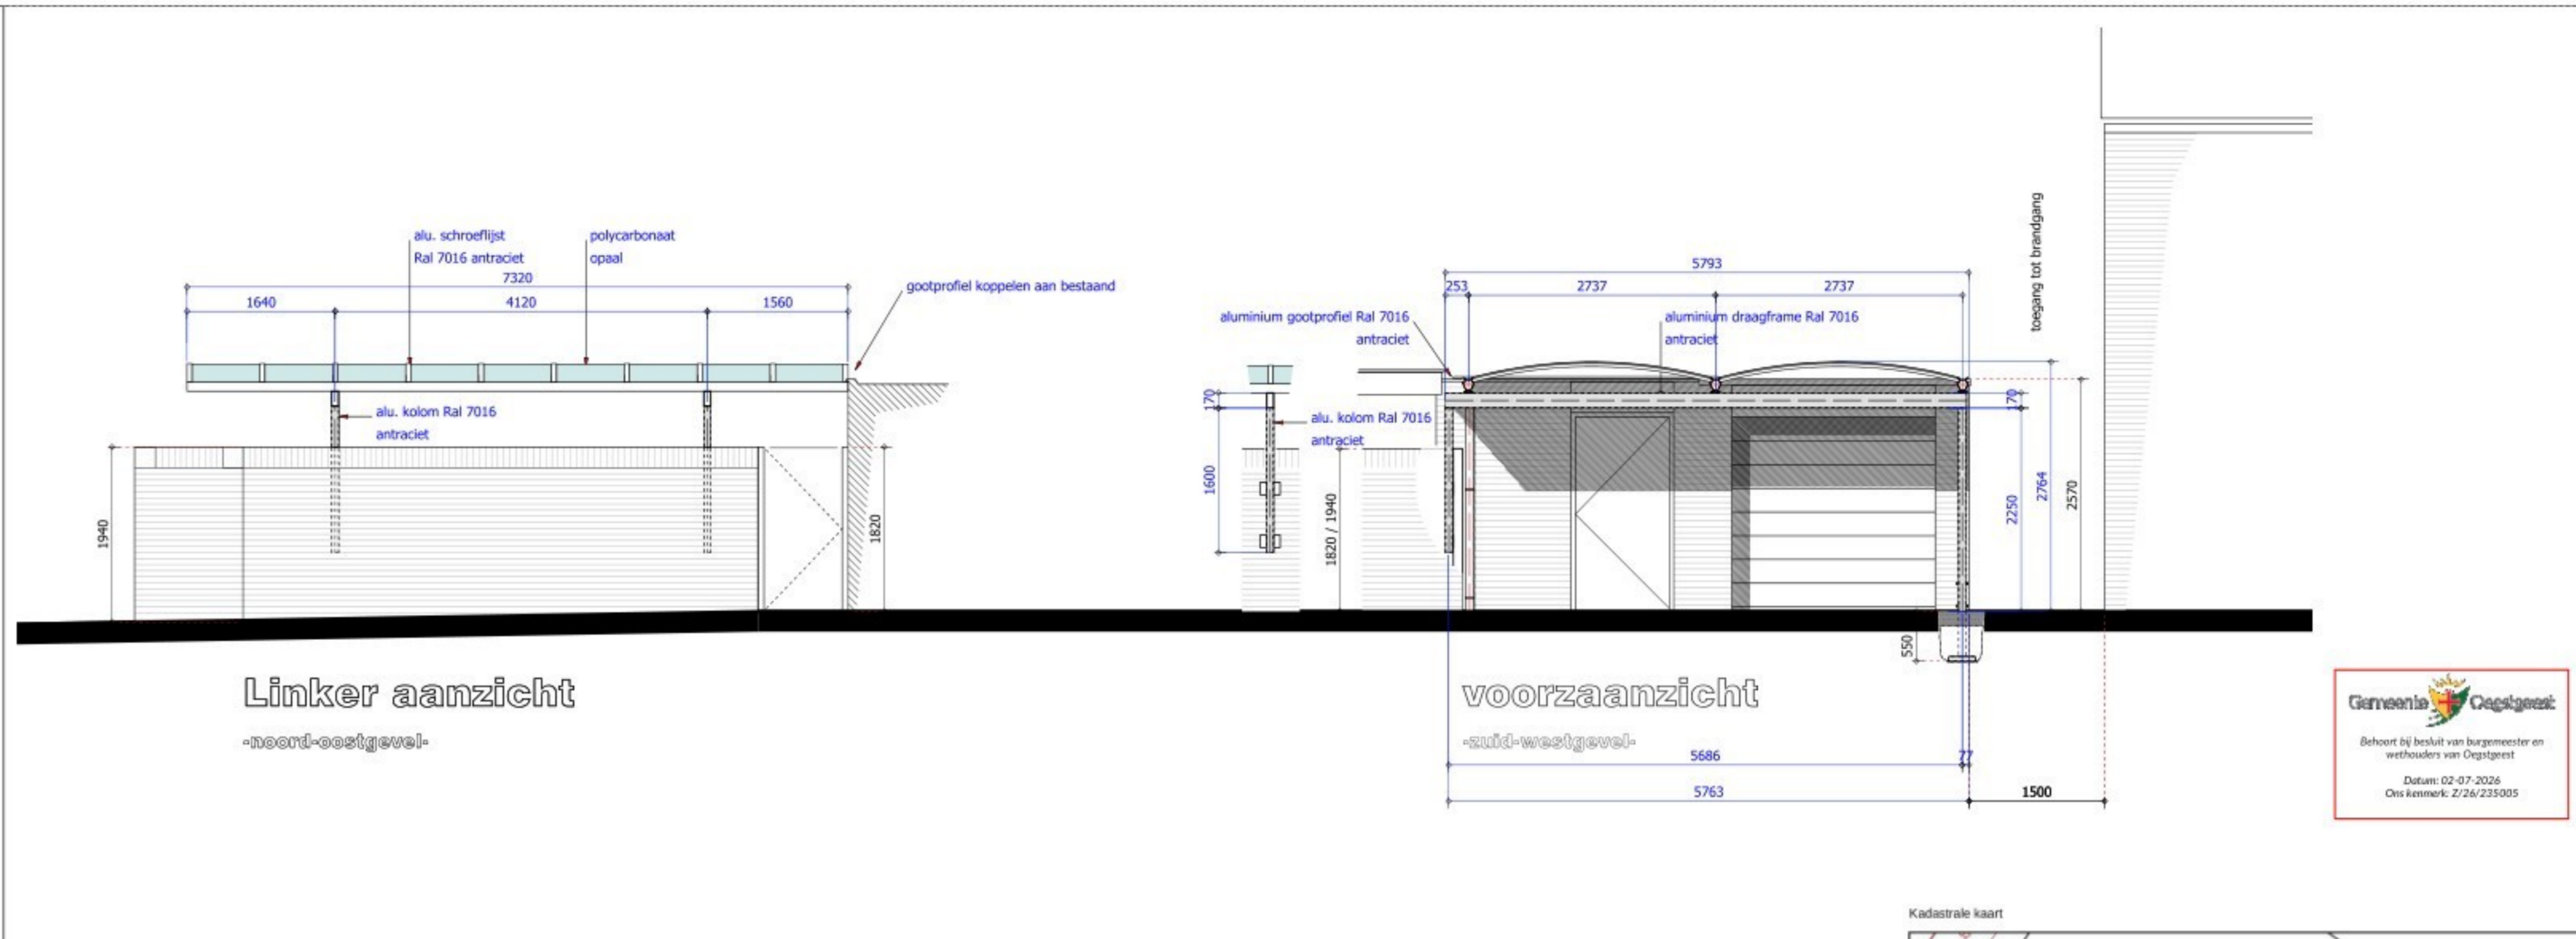 alu. schroeflijst
Ral 7016 antraciet
polycarbonaat
opaal
7320
1640
4120
1560
gootprofiel koppelen aan bestaand
alu. kolom Ral 7016
antraciet
1940
1820
Linker aanzicht
-noord-oostgevel-
5793
253
2737
2737
aluminium gootprofiel Ral 7016
antraciet
aluminium draagframe Ral 7016
antraciet
toegang tot brandgang
170
alu. kolom Ral 7016
antraciet
1600
1820 / 1940
170
2250
2764
2570
550
voorzaanzicht
-zuid-westgevel-
5686
77
5763
1500
Gemeente Oegstgeest
Behoort bij besluit van burgemeester en
wethouders van Oegstgeest
Datum: 02-07-2026
Ons kenmerk: Z/26/235005
Kadastrale kaart